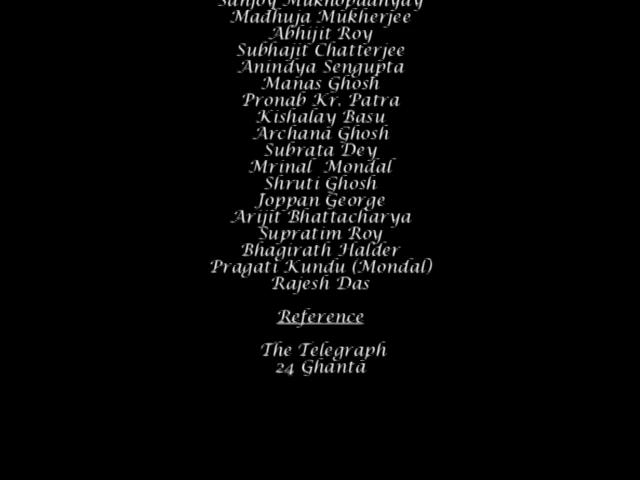 Sanjoy Mukhopadhyay
Madhuja Mukherjee
Abhijit Roy
Subhajit Chatterjee
Anindya Sengupta
Manas Ghosh
Pronab Kr. Patra
Kishalay Basu
Archana Ghosh
Subrata Dey
Mrinal Mondal
Shruti Ghosh
Joppan George
Arijit Bhattacharya
Supratim Roy
Bhagirath Halder
Pragati Kundu (Mondal)
Rajesh Das
Reference
The Telegraph
24 Ghanta